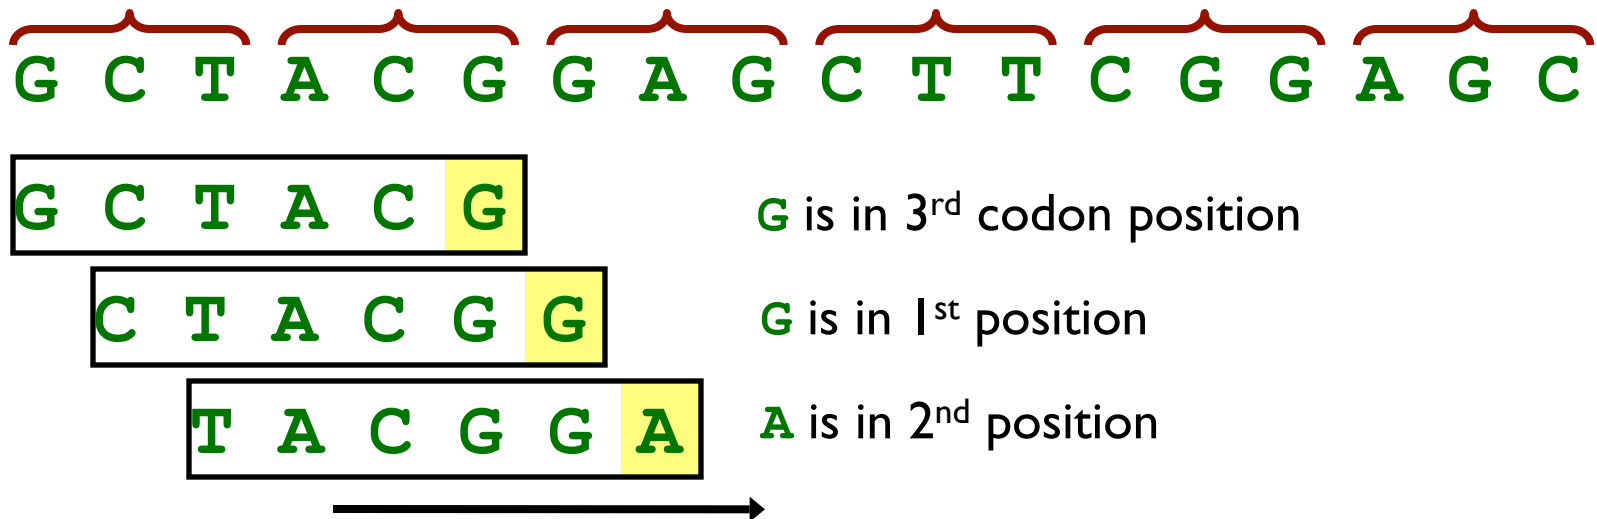 G C T A C G G A G C T T C G G A G C
G C T A C G G is in 3rd codon position
C T A C G G G is in 1st position
T A C G G A A is in 2nd position